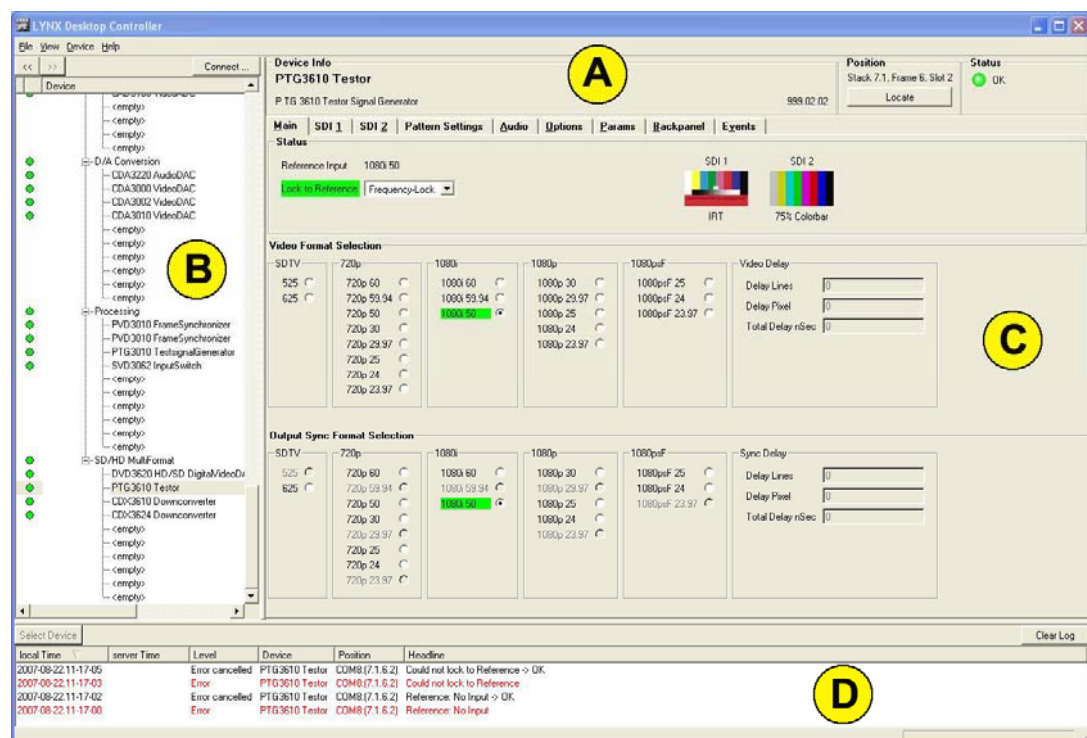 LYNX Desktop Controller
File View Device Help
<< >> Connect ...
Device
<empty>
<empty>
<empty>
<empty>
D/A Conversion
CDA3220 AudioDAC
CDA3000 VideoDAC
CDA3002 VideoDAC
CDA3010 VideoDAC
<empty>
<empty>
<empty>
<empty>
<empty>
<empty>
Processing
PVD3010 FrameSynchronizer
PVD3010 FrameSynchronizer
PTG3010 TestsignalGenerator
SVD3062 InputSwitch
<empty>
<empty>
<empty>
<empty>
<empty>
<empty>
SD/HD MultiFormat
DVD3620 HD/SD DigitalVideoDa
PTG3610 Testor
CDX3610 Downconverter
CDX3624 Downconverter
<empty>
<empty>
<empty>
<empty>
<empty>
<empty>
B
Device Info
PTG3610 Testor
P TG 3610 Testor Signal Generator
999.02.02
A
Position
Stack 7.1, Frame 6, Slot 2
Locate
Status
OK
Main SDI 1 SDI 2 Pattern Settings Audio Options Params Backpanel Events
Status
Reference Input 1080i 50
Lock to Reference Frequency-Lock
SDI 1 SDI 2
IRT 75% Colorbar
Video Format Selection
SDTV
525
625
720p
720p 60
720p 59.94
720p 50
720p 30
720p 29.97
720p 25
720p 24
720p 23.97
1080i
1080i 60
1080i 59.94
1080i 50
1080p
1080p 30
1080p 29.97
1080p 25
1080p 24
1080p 23.97
1080psF
1080psF 25
1080psF 24
1080psF 23.97
Video Delay
Delay Lines 0
Delay Pixel 0
Total Delay nSec 0
C
Output Sync Format Selection
SDTV
525
625
720p
720p 60
720p 59.94
720p 50
720p 30
720p 29.97
720p 25
720p 24
720p 23.97
1080i
1080i 60
1080i 59.94
1080i 50
1080p
1080p 30
1080p 29.97
1080p 25
1080p 24
1080p 23.97
1080psF
1080psF 25
1080psF 24
1080psF 23.97
Sync Delay
Delay Lines 0
Delay Pixel 0
Total Delay nSec 0
Select Device Clear Log
local Time server Time Level Device Position Headline
2007-08-22.11-17-05 Error cancelled PTG3610 Testor COM8:(7.1.6.2) Could not lock to Reference -> OK
2007-08-22.11-17-03 Error PTG3610 Testor COM8:(7.1.6.2) Could not lock to Reference
2007-08-22.11-17-02 Error cancelled PTG3610 Testor COM8:(7.1.6.2) Reference: No Input -> OK
2007-08-22.11-17-00 Error PTG3610 Testor COM8:(7.1.6.2) Reference: No Input
D